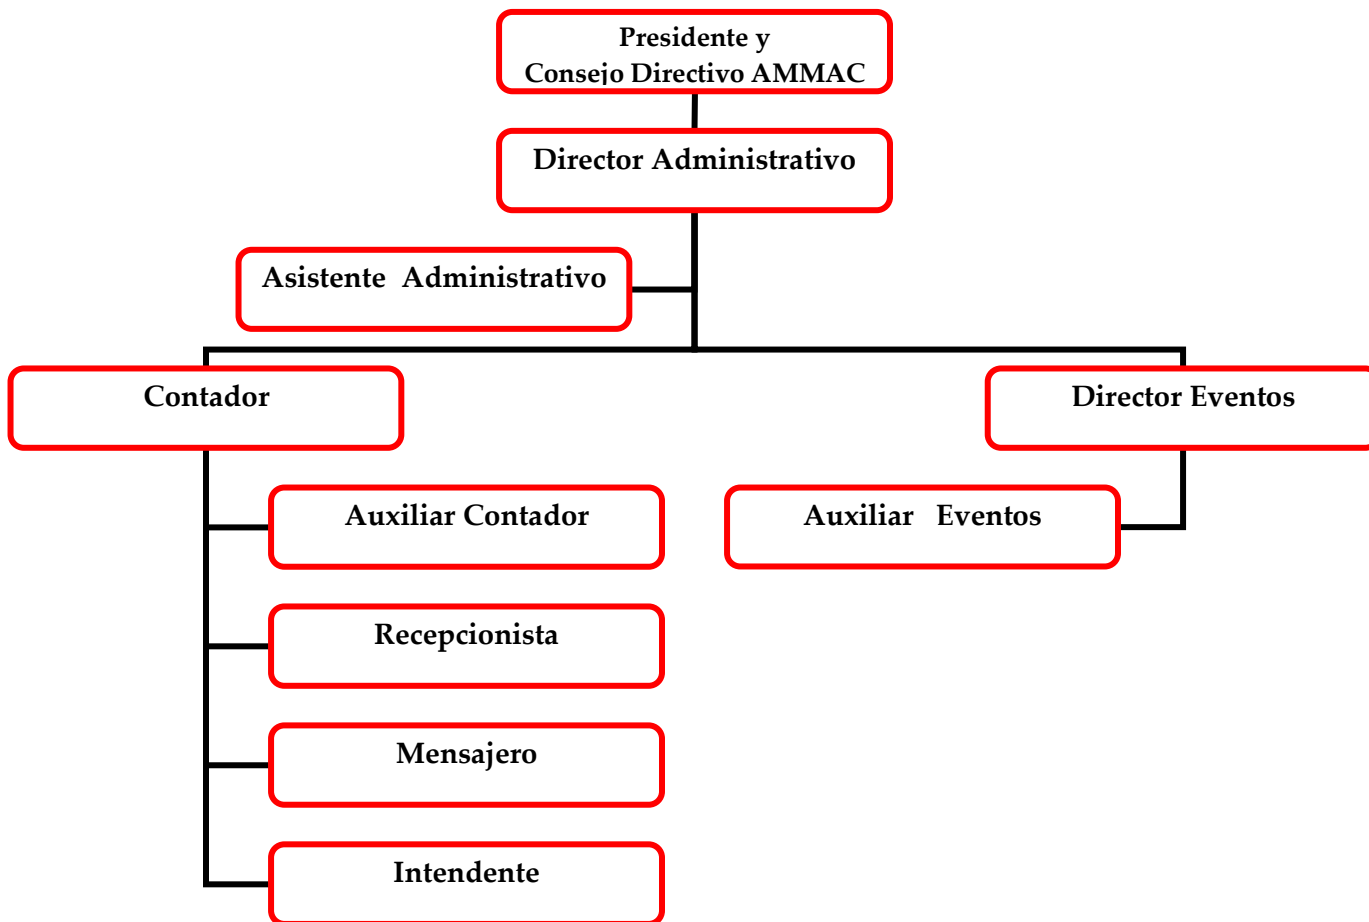 Presidente y
Consejo Directivo AMMAC
Director Administrativo
Asistente Administrativo
Contador
Director Eventos
Auxiliar Contador
Auxiliar Eventos
Recepcionista
Mensajero
Intendente